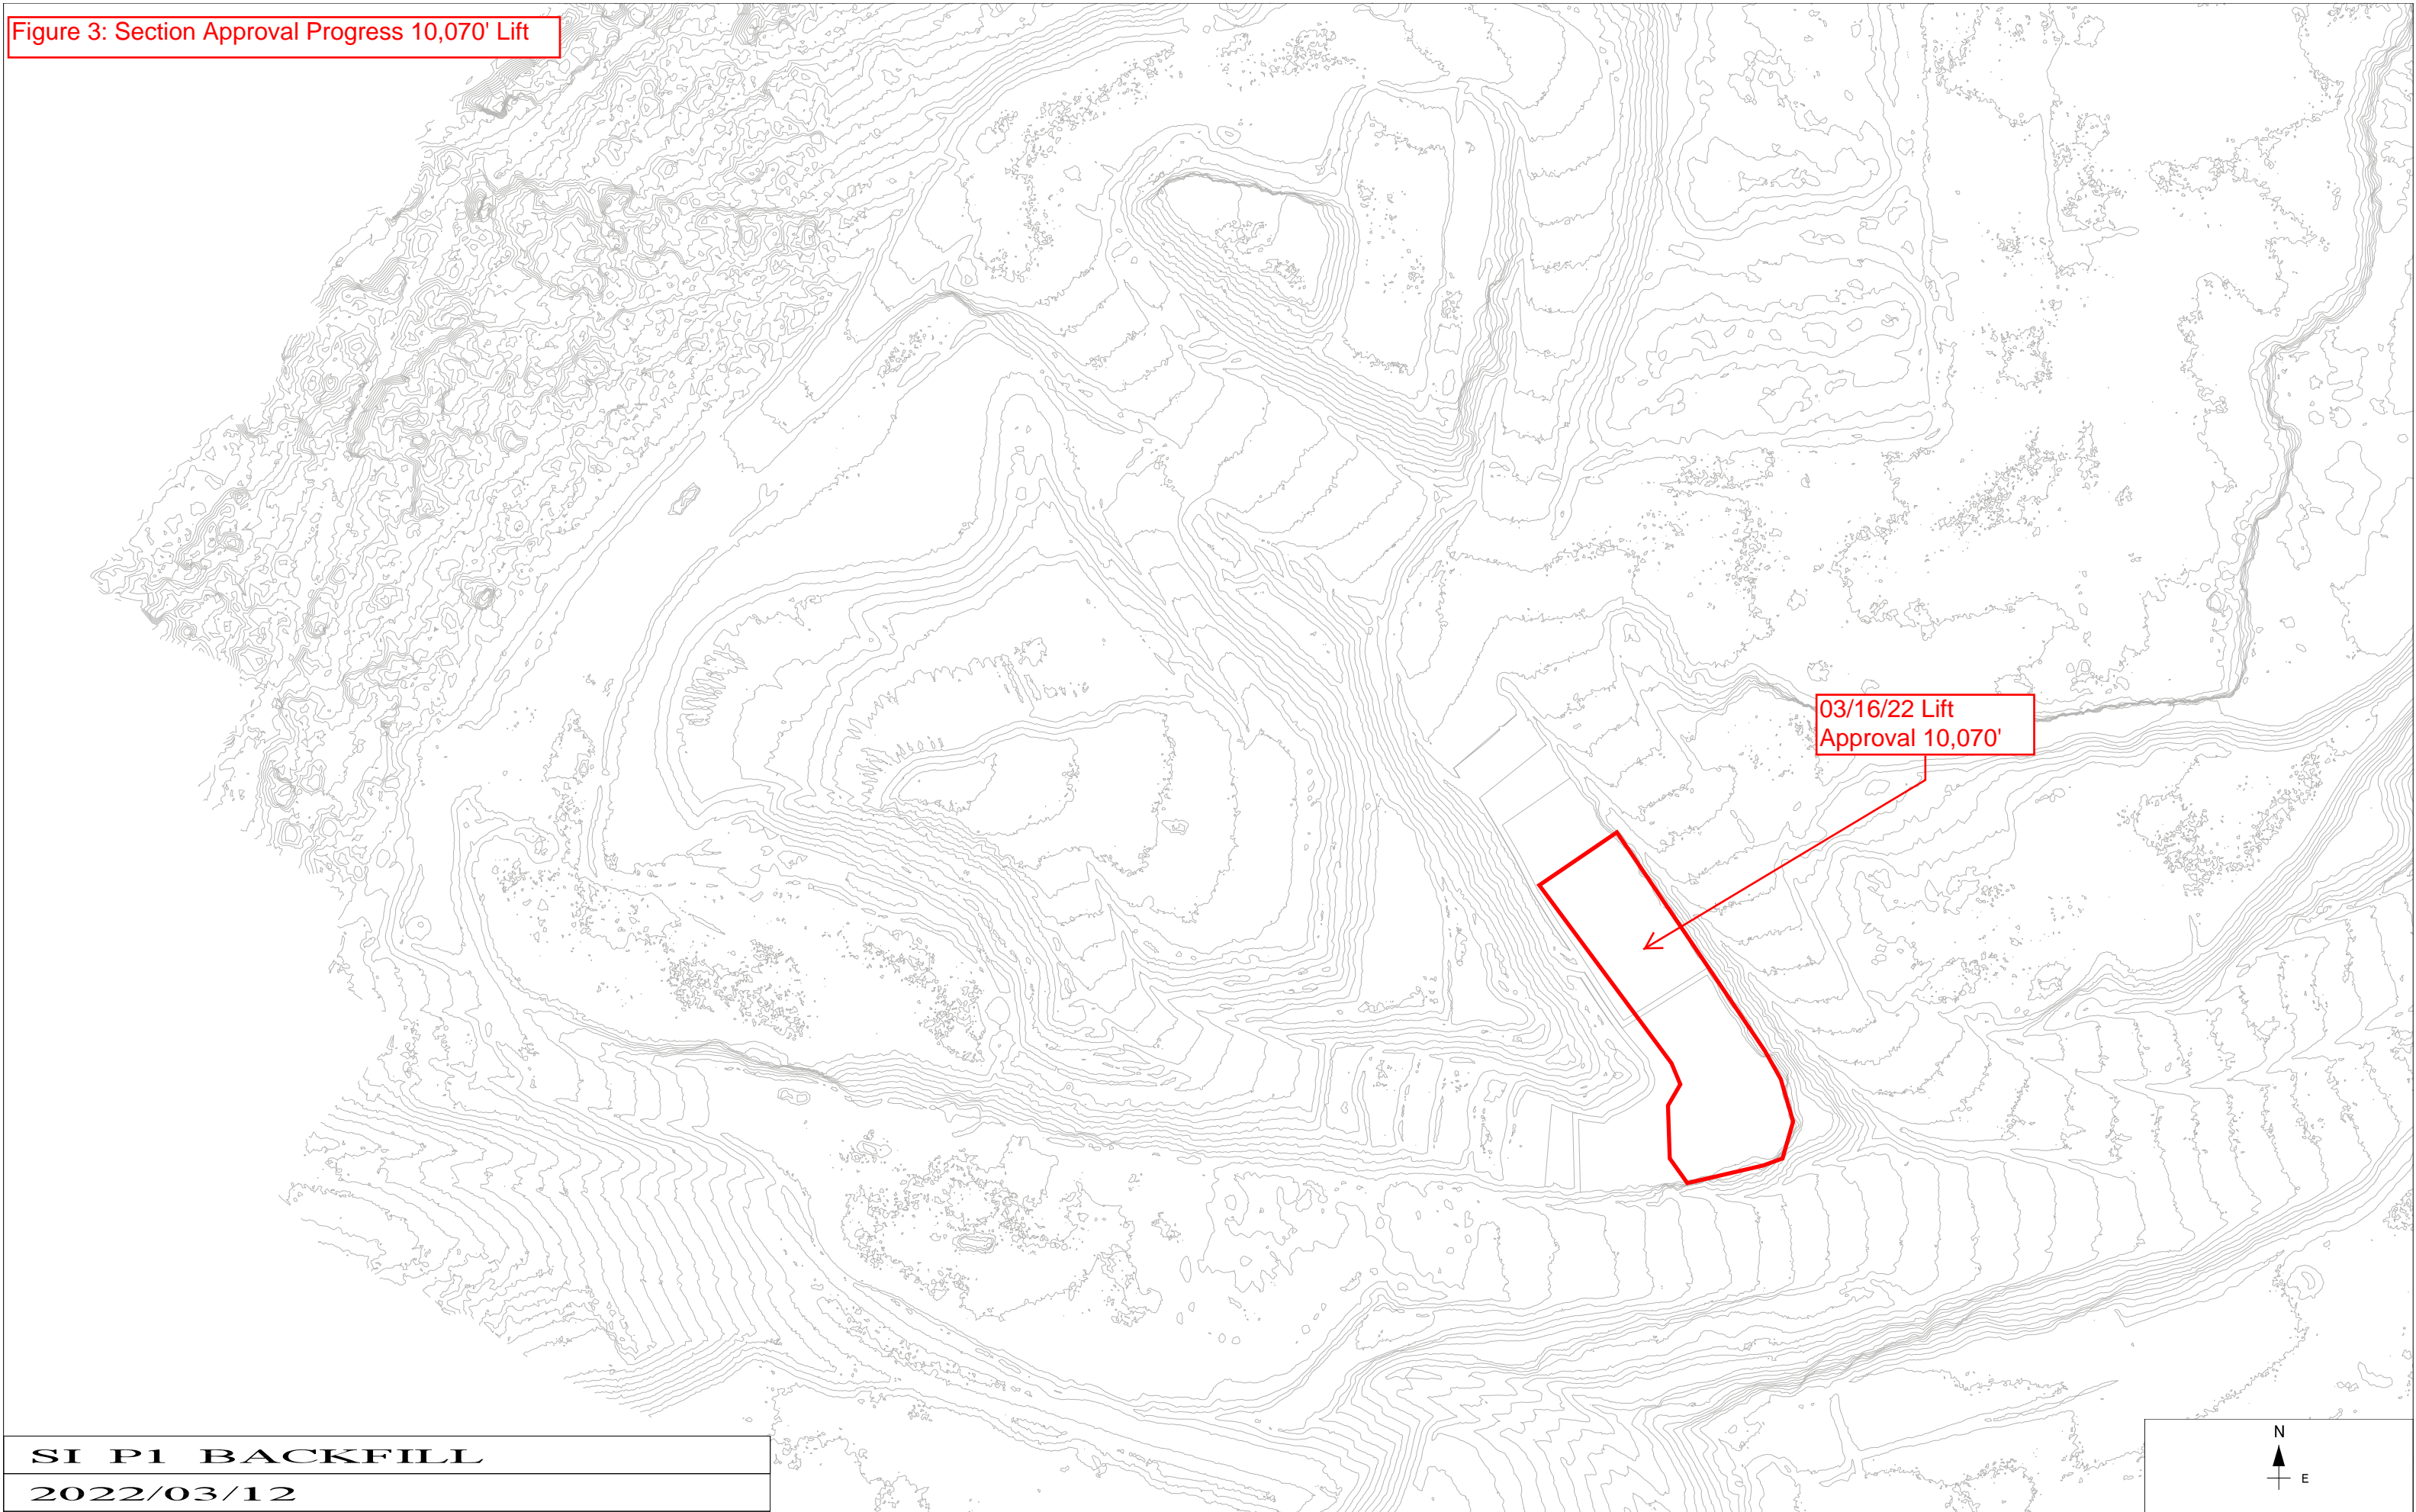 Figure 3: Section Approval Progress 10,070' Lift
03/16/22 Lift
Approval 10,070'
SI P1 BACKFILL
2022/03/12
N
E